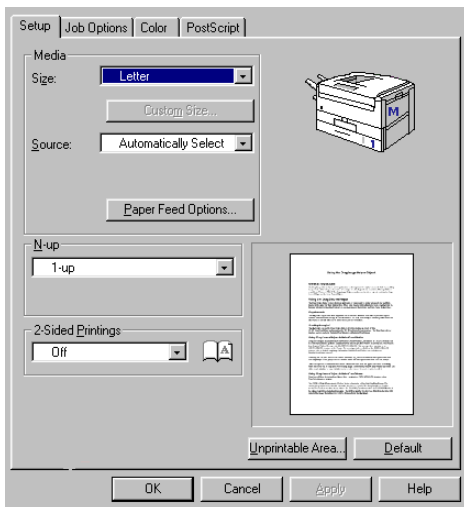 Setup Job Options Color PostScript
Media
Size: Letter
Custom Size...
Source: Automatically Select
Paper Feed Options...
M
1
N-up
1-up
2-Sided Printings
Off
A
Unprintable Area... Default
OK Cancel Apply Help